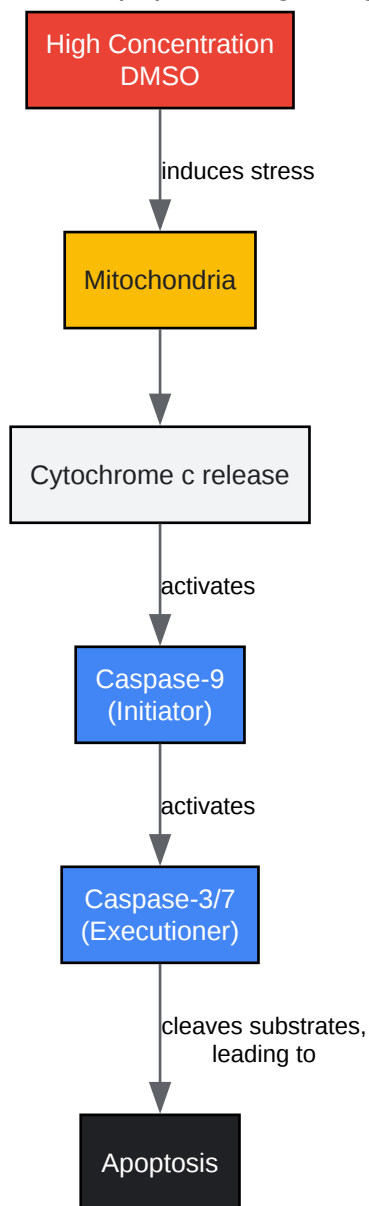 High Concentration
DMSO
induces stress
Mitochondria
Cytochrome c release
activates
Caspase-9
(Initiator)
activates
Caspase-3/7
(Executioner)
cleaves substrates,
leading to
Apoptosis